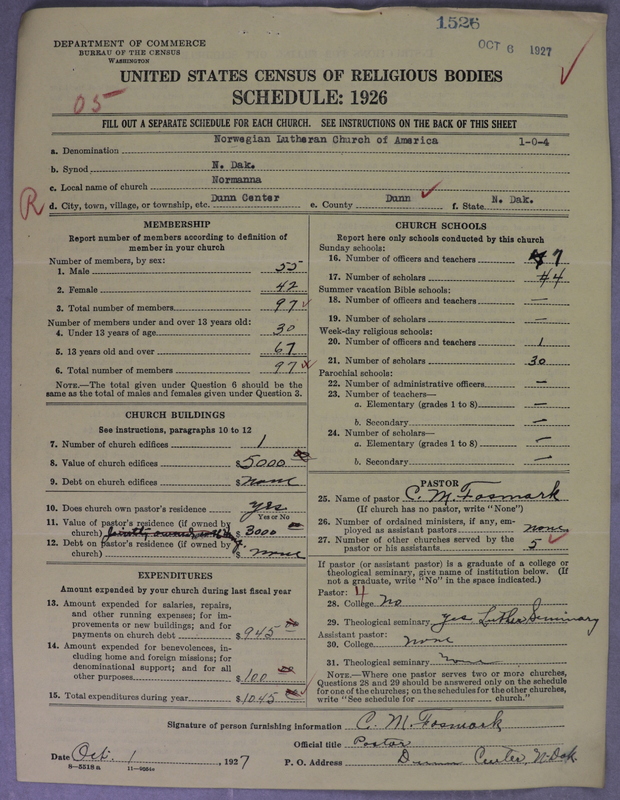 1526
OCT 6 1927
DEPARTMENT OF COMMERCE
BUREAU OF THE CENSUS
WASHINGTON
UNITED STATES CENSUS OF RELIGIOUS BODIES
05
SCHEDULE: 1926
FILL OUT A SEPARATE SCHEDULE FOR EACH CHURCH. SEE INSTRUCTIONS ON THE BACK OF THIS SHEET
a. Denomination Norwegian Lutheran Church of America 1-0-4
b. Synod N. Dak.
c. Local name of church Normanna
R
d. City, town, village, or township, etc. Dunn Center e. County Dunn f. State N. Dak.
MEMBERSHIP
Report number of members according to definition of
member in your church
Number of members, by sex:
1. Male 55
2. Female 42
3. Total number of members 97
Number of members under and over 13 years old:
4. Under 13 years of age 30
5. 13 years old and over 67
6. Total number of members 97
NOTE.—The total given under Question 6 should be the
same as the total of males and females given under Question 3.
CHURCH BUILDINGS
See instructions, paragraphs 10 to 12
7. Number of church edifices 1
8. Value of church edifices $5000
9. Debt on church edifices $ none
10. Does church own pastor's residence yes
Yes or No
11. Value of pastor's residence (if owned by
church) $ 3000
12. Debt on pastor's residence (if owned by
church) $ none
EXPENDITURES
Amount expended by your church during last fiscal year
13. Amount expended for salaries, repairs,
and other running expenses; for im-
provements or new buildings; and for
payments on church debt $ 945
14. Amount expended for benevolences, in-
cluding home and foreign missions; for
denominational support; and for all
other purposes $ 100
15. Total expenditures during year $ 1045
CHURCH SCHOOLS
Report here only schools conducted by this church
Sunday schools:
16. Number of officers and teachers 7
17. Number of scholars 44
Summer vacation Bible schools:
18. Number of officers and teachers —
19. Number of scholars —
Week-day religious schools:
20. Number of officers and teachers 1
21. Number of scholars 30
Parochial schools:
22. Number of administrative officers —
23. Number of teachers—
a. Elementary (grades 1 to 8) —
b. Secondary —
24. Number of scholars—
a. Elementary (grades 1 to 8) —
b. Secondary —
PASTOR
25. Name of pastor C. M. Fosmark
(If church has no pastor, write "None")
26. Number of ordained ministers, if any, em-
ployed as assistant pastors none
27. Number of other churches served by the
pastor or his assistants 5
If pastor (or assistant pastor) is a graduate of a college or
theological seminary, give name of institution below. (If
not a graduate, write "No" in the space indicated.)
Pastor: 4
28. College No
29. Theological seminary yes Luther Seminary
Assistant pastor:
30. College none
31. Theological seminary none
NOTE.—Where one pastor serves two or more churches,
Questions 28 and 29 should be answered only on the schedule
for one of the churches; on the schedules for the other churches,
write "See schedule for church."
Signature of person furnishing information C. M. Fosmark
Official title Pastor
Date Oct. 1, 1927 P. O. Address Dunn Center, N. Dak.
8—5518 a